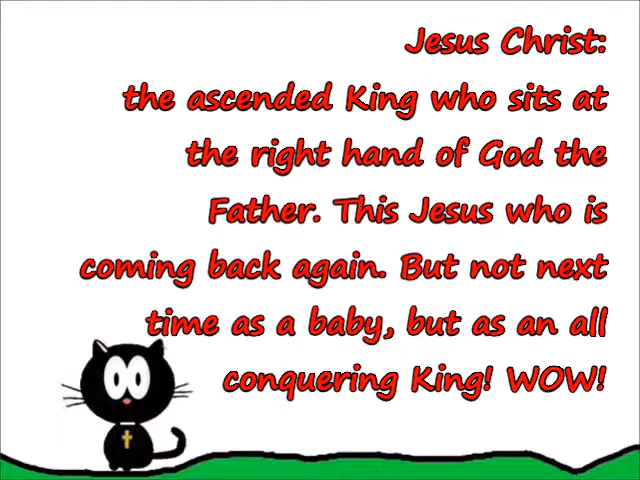 Jesus Christ:
the ascended King who sits at
the right hand of God the
Father. This Jesus who is
coming back again. But not next
time as a baby, but as an all
conquering King! WOW!